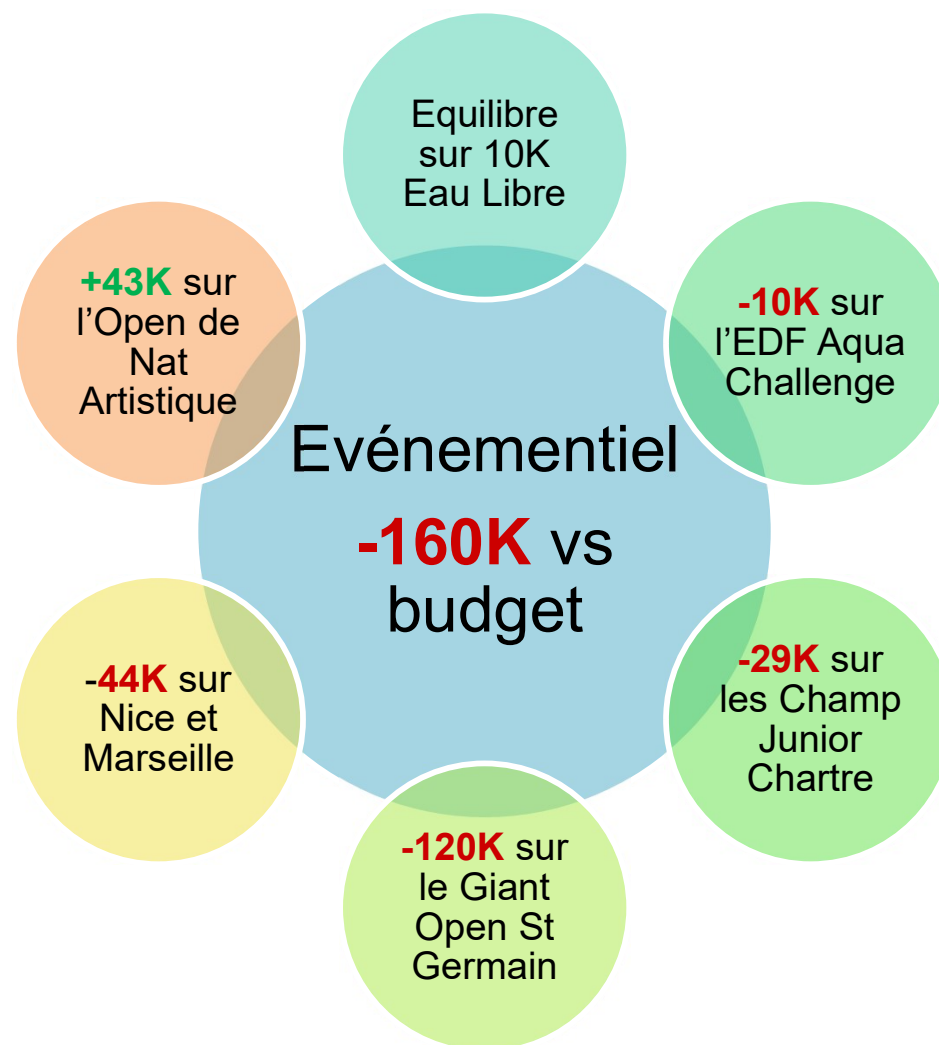 Equilibre
sur 10K
Eau Libre
+43K sur
l’Open de
Nat
Artistique
-10K sur
l’EDF Aqua
Challenge
Evénementiel
-160K vs
budget
-44K sur
Nice et
Marseille
-29K sur
les Champ
Junior
Chartre
-120K sur
le Giant
Open St
Germain